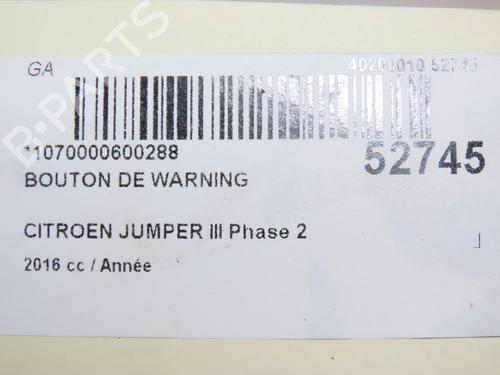 GA
40200010 52745
*1070000600288
52745
BOUTON DE WARNING
CITROEN JUMPER III Phase 2
2016 cc / Année
B-PARTS